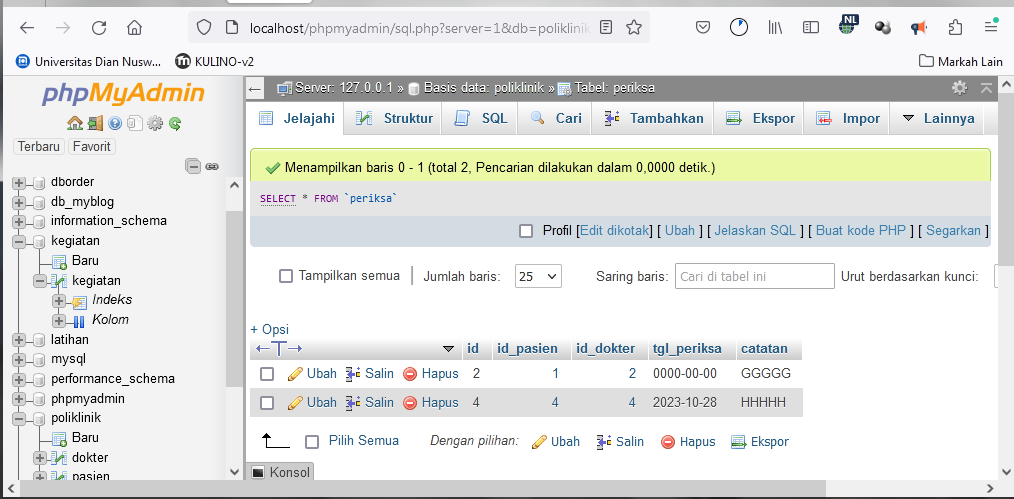 localhost/phpmyadmin/sql.php?server=1&db=poliklinik
NL
Universitas Dian Nusw... KULINO-v2 Markah Lain
phpMyAdmin
Terbaru Favorit
dborder
db_myblog
information_schema
kegiatan
Baru
kegiatan
Indeks
Kolom
latihan
mysql
performance_schema
phpmyadmin
poliklinik
Baru
dokter
pasien
Server: 127.0.0.1 » Basis data: poliklinik » Tabel: periksa
Jelajahi Struktur SQL Cari Tambahkan Ekspor Impor Lainnya
Menampilkan baris 0 - 1 (total 2, Pencarian dilakukan dalam 0,0000 detik.)
SELECT * FROM `periksa`
Profil [Edit dikotak] [ Ubah ] [ Jelaskan SQL ] [ Buat kode PHP ] [ Segarkan ]
Tampilkan semua | Jumlah baris: 25 Saring baris: Cari di tabel ini Urut berdasarkan kunci:
+ Opsi
←T→ id id_pasien id_dokter tgl_periksa catatan
Ubah Salin Hapus 2 1 2 0000-00-00 GGGGG
Ubah Salin Hapus 4 4 4 2023-10-28 HHHHH
Pilih Semua Dengan pilihan: Ubah Salin Hapus Ekspor
Konsol